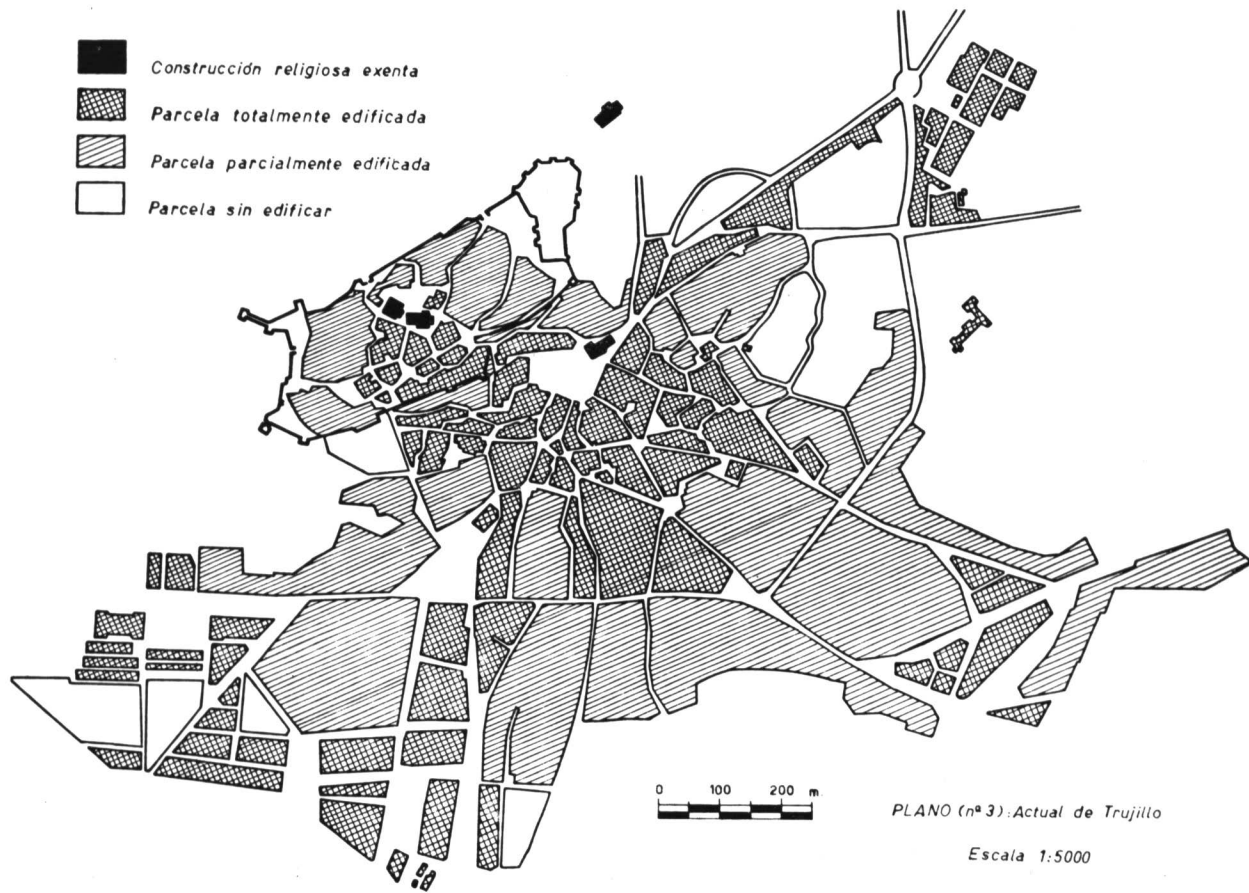 Construcción religiosa exenta
Parcela totalmente edificada
Parcela parcialmente edificada
Parcela sin edificar
0 100 200 m.
PLANO (nº 3): Actual de Trujillo
Escala 1:5000